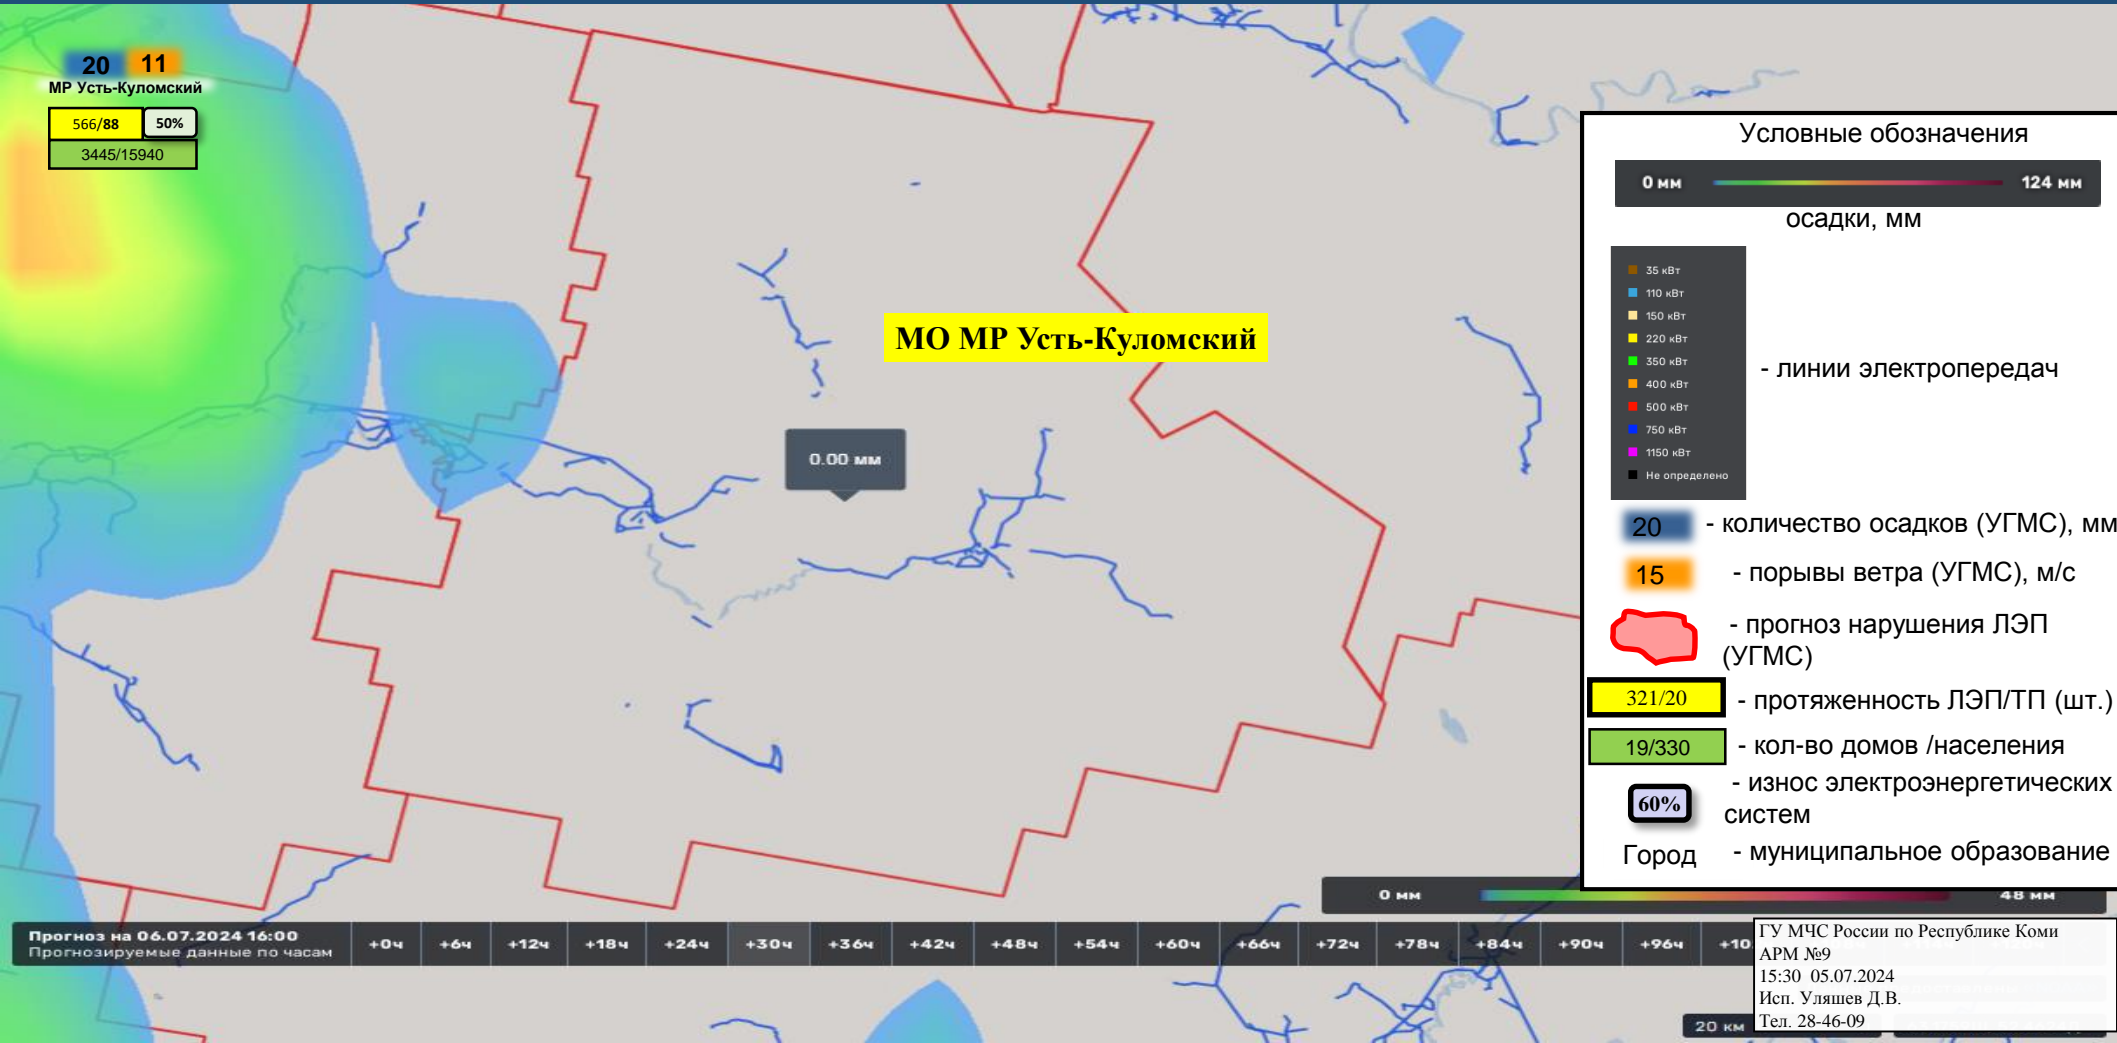 20 11
МР Усть-Куломский
566/88 50%
3445/15940
МО МР Усть-Куломский
0.00 мм
Условные обозначения
0 мм 124 мм
осадки, мм
35 кВт
110 кВт
150 кВт
220 кВт
350 кВт
400 кВт
500 кВт
750 кВт
1150 кВт
Не определено
- линии электропередач
20 - количество осадков (УГМС), мм
15 - порывы ветра (УГМС), м/с
- прогноз нарушения ЛЭП
(УГМС)
321/20 - протяженность ЛЭП/ТП (шт.)
19/330 - кол-во домов /населения
60% - износ электроэнергетических
систем
Город - муниципальное образование
0 мм 48 мм
Прогноз на 06.07.2024 16:00
Прогнозируемые данные по часам
+0ч +6ч +12ч +18ч +24ч +30ч +36ч +42ч +48ч +54ч +60ч +66ч +72ч +78ч +84ч +90ч +96ч +10
ГУ МЧС России по Республике Коми
АРМ №9
15:30 05.07.2024
Исп. Уляшев Д.В.
Тел. 28-46-09
20 км